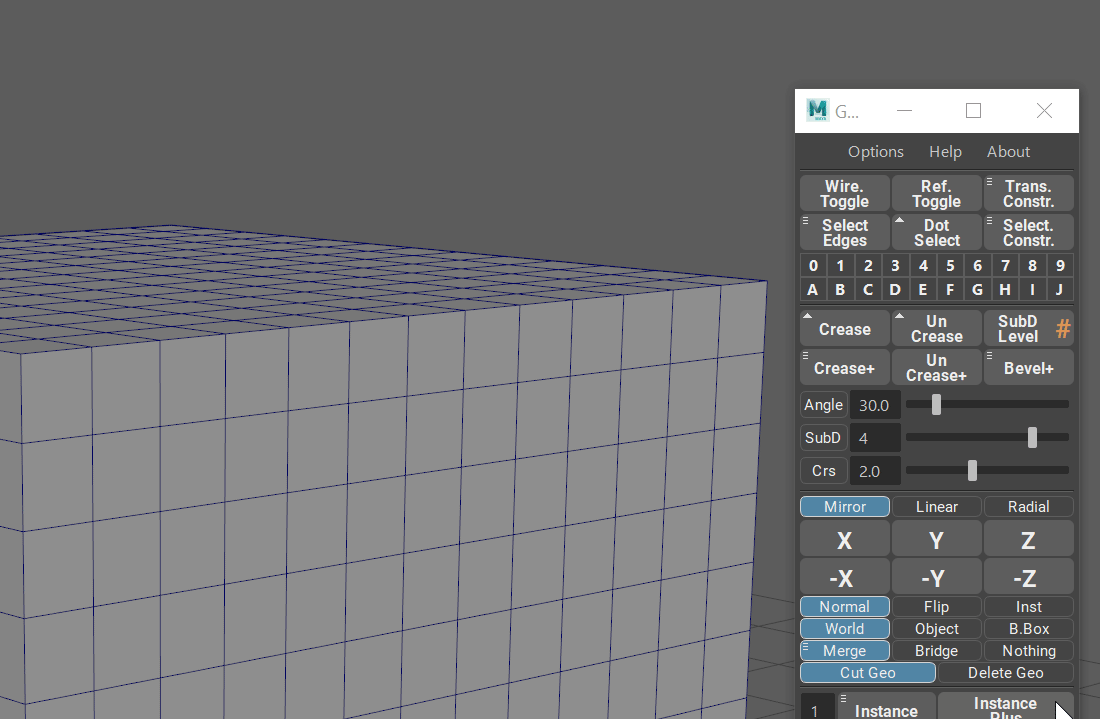 M G...
Options Help About
Wire. Ref. Trans.
Toggle Toggle Constr.
Select Dot Select.
Edges Select Constr.
0 1 2 3 4 5 6 7 8 9
A B C D E F G H I J
Crease Un Crease SubD Level #
Crease+ Un Crease+ Bevel+
Angle 30.0
SubD 4
Crs 2.0
Mirror Linear Radial
X Y Z
-X -Y -Z
Normal Flip Inst
World Object B.Box
Merge Bridge Nothing
Cut Geo Delete Geo
1 Instance Instance Plus